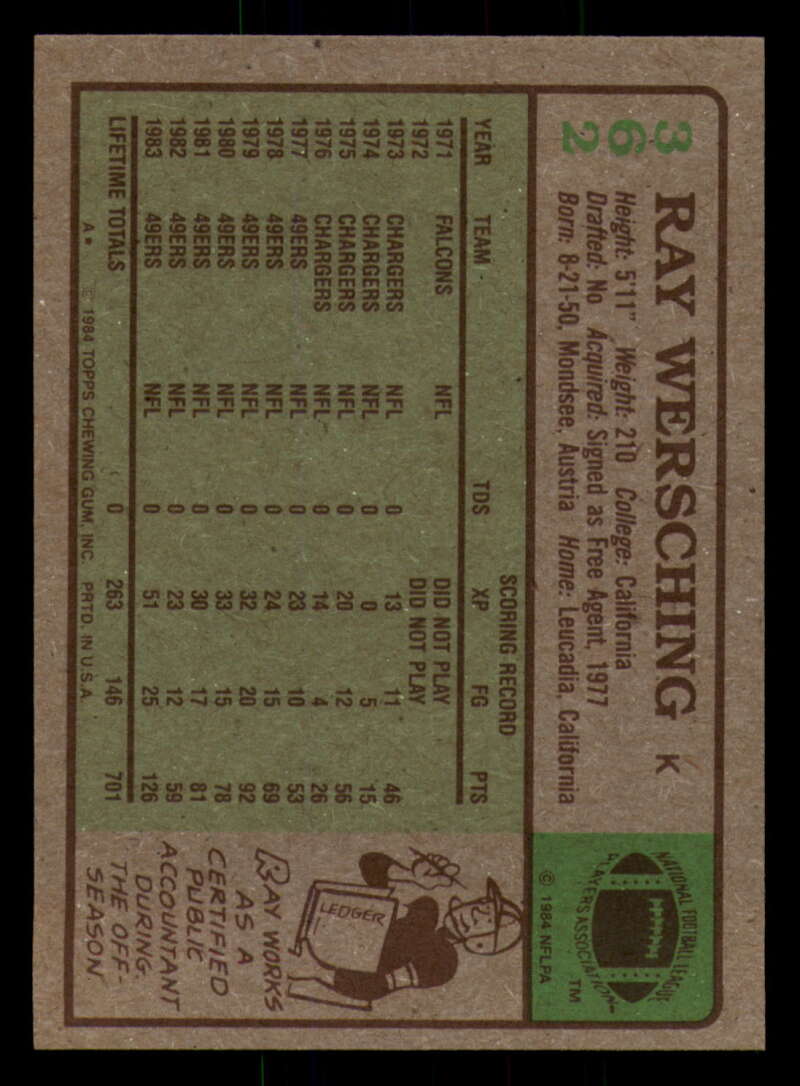 362
RAY WERSCHING K
Height: 5'11" Weight: 210 College: California
Drafted: No Acquired: Signed as Free Agent, 1977
Born: 8-21-50, Mondsee, Austria Home: Leucadia, California
NATIONAL FOOTBALL LEAGUE
PLAYERS ASSOCIATION
TM
© 1984 NFLPA
SCORING RECORD
YEAR TEAM TDS XP FG PTS
1971 FALCONS NFL DID NOT PLAY
1972 DID NOT PLAY
1973 CHARGERS NFL 0 13 11 46
1974 CHARGERS NFL 0 0 5 15
1975 CHARGERS NFL 0 20 12 56
1976 CHARGERS NFL 0 14 4 26
1977 49ERS NFL 0 23 10 53
1978 49ERS NFL 0 24 15 69
1979 49ERS NFL 0 32 20 92
1980 49ERS NFL 0 33 15 78
1981 49ERS NFL 0 30 17 81
1982 49ERS NFL 0 23 12 59
1983 49ERS NFL 0 51 25 126
LIFETIME TOTALS 0 263 146 701
A* © 1984 TOPPS CHEWING GUM, INC. PRTD. IN U.S.A.
LEDGER
RAY WORKS
AS A
CERTIFIED
PUBLIC
ACCOUNTANT
DURING
THE OFF-
SEASON